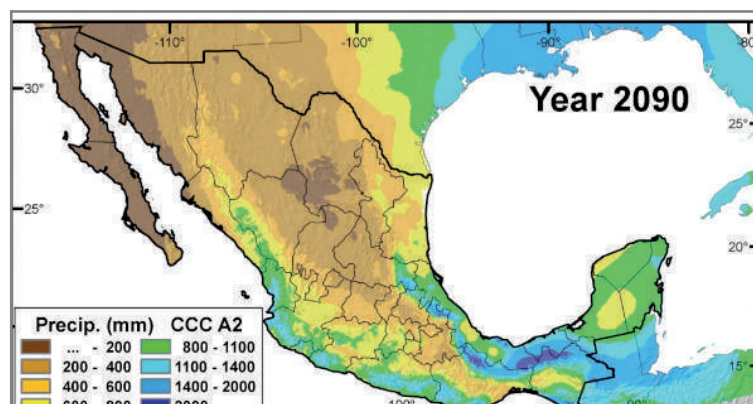 -110° -100° -90° -80
30°
Year 2090
25°
25°
20°
Precip. (mm) CCC A2
... - 200 800 - 1100
200 - 400 1100 - 1400
15°
400 - 600 1400 - 2000